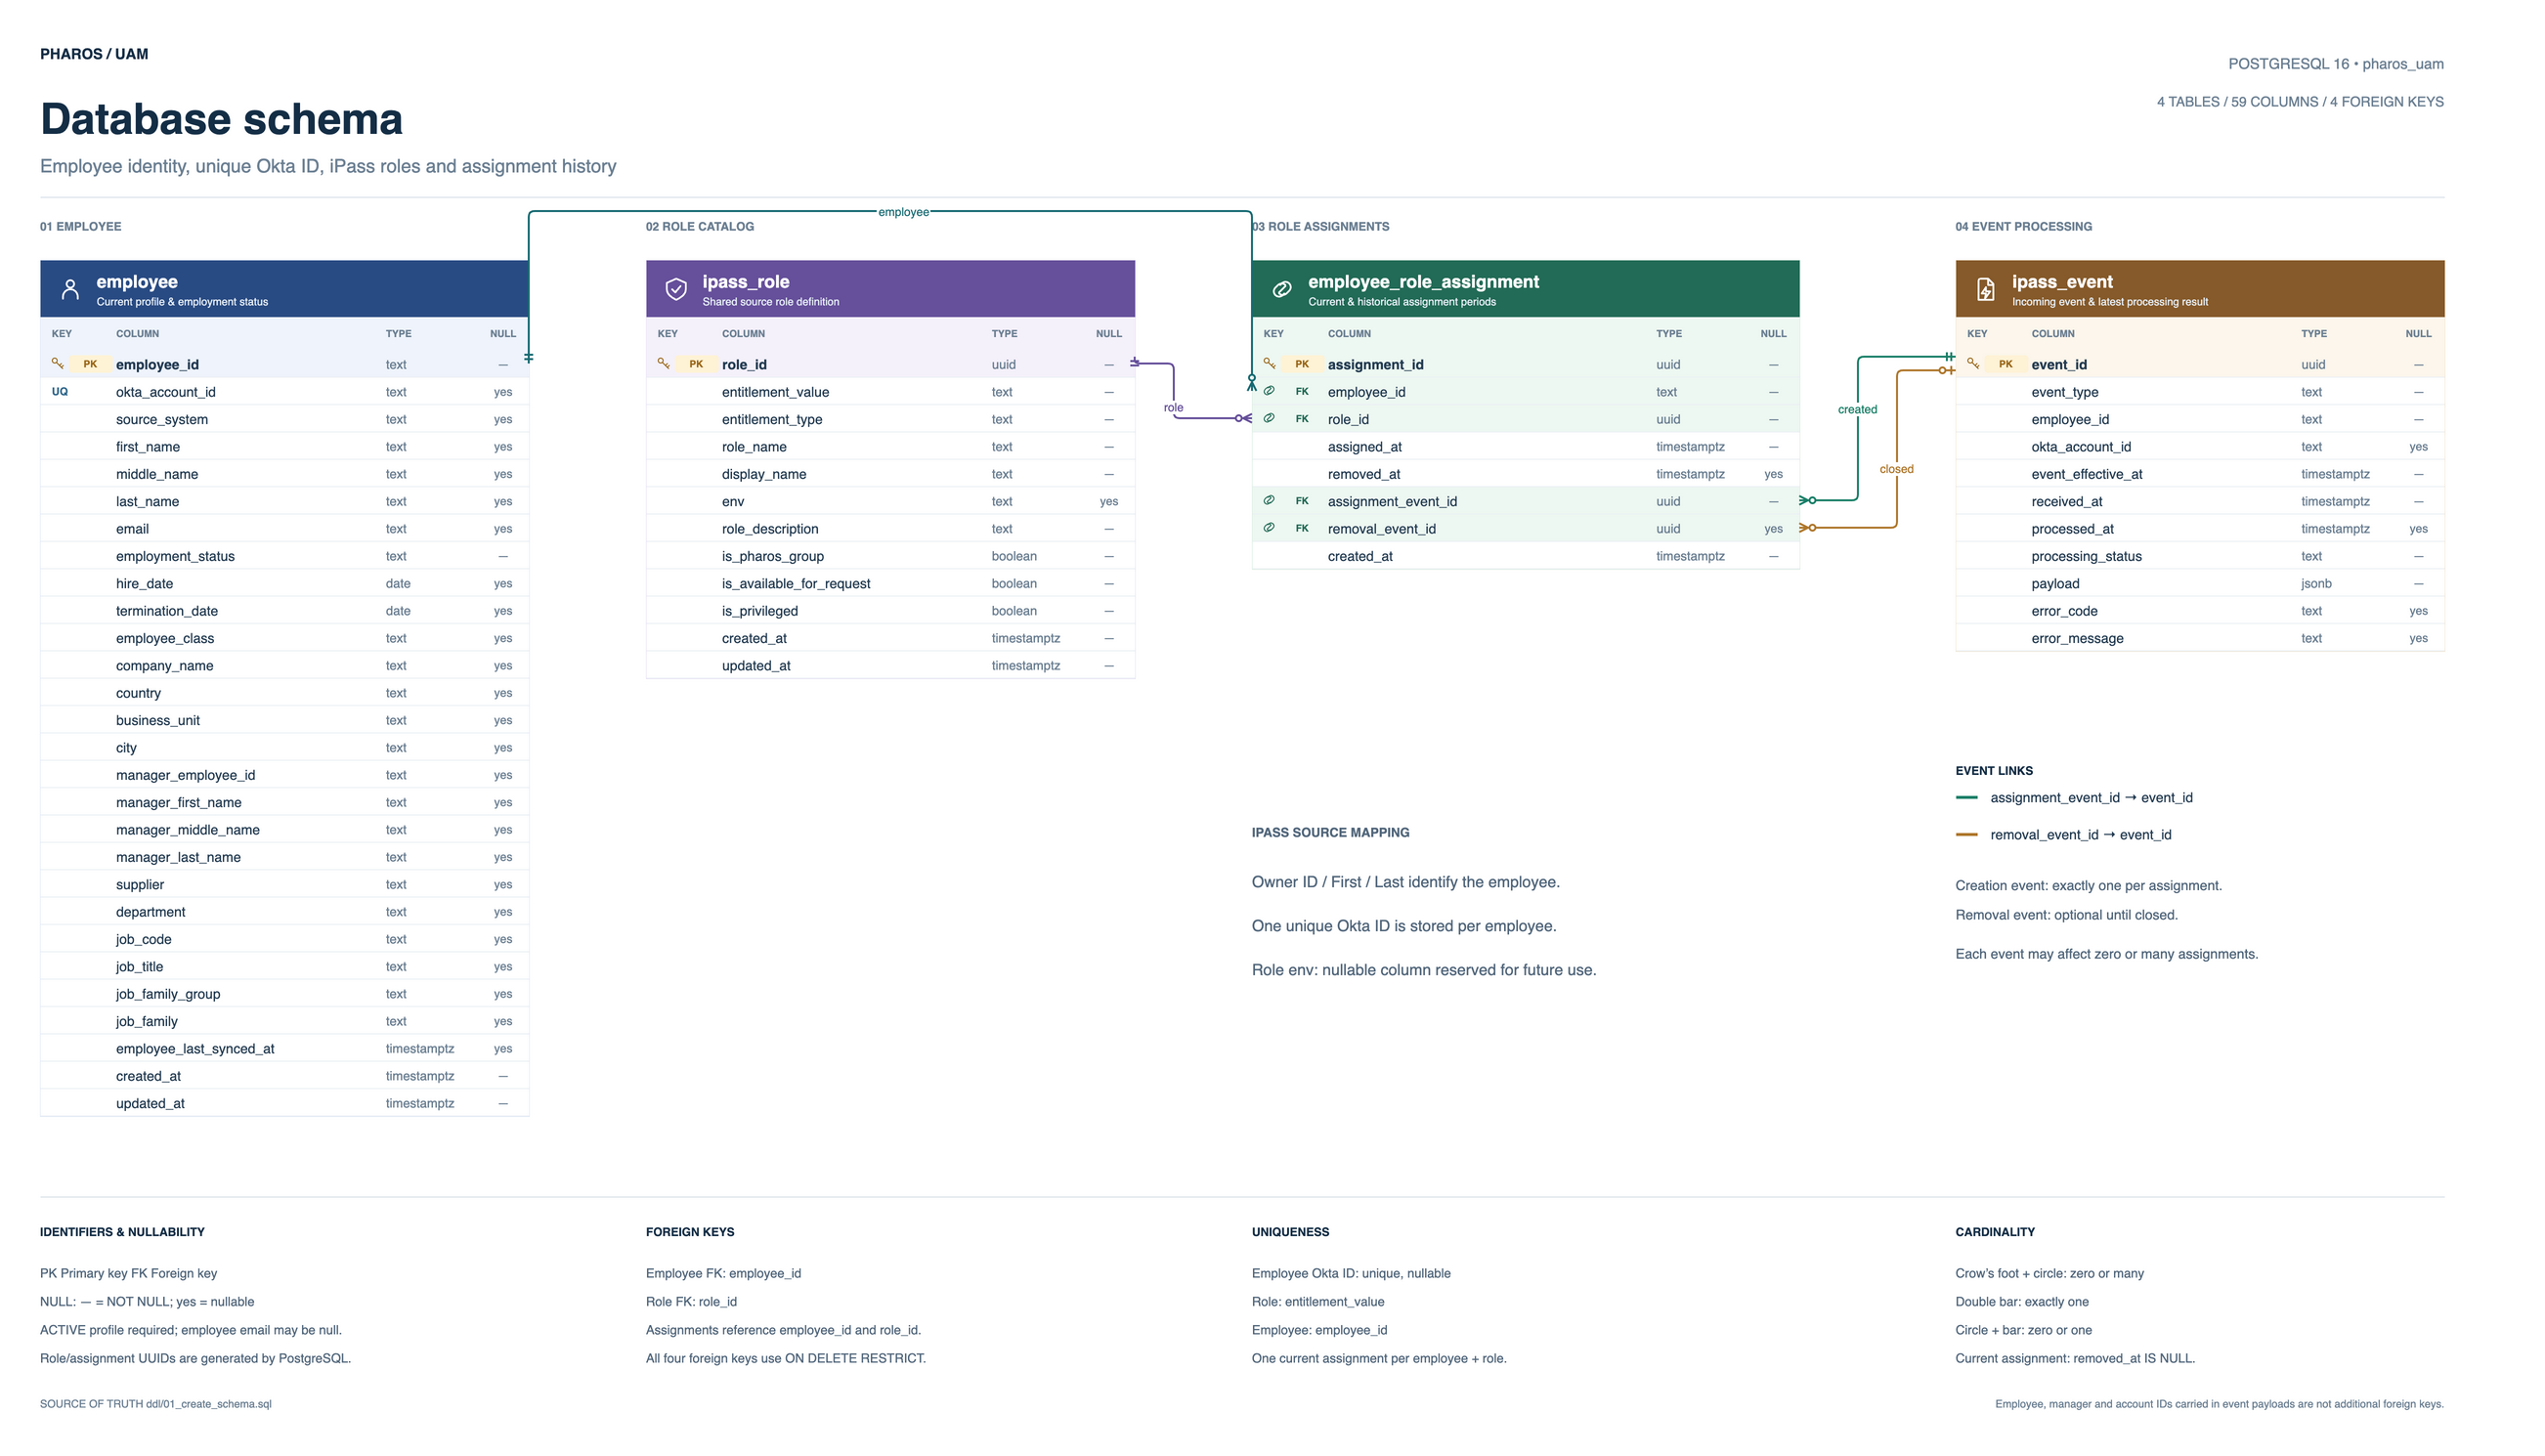 PHAROS / UAM
POSTGRESQL 16 • pharos_uam
Database schema
4 TABLES / 59 COLUMNS / 4 FOREIGN KEYS
Employee identity, unique Okta ID, iPass roles and assignment history
employee
01 EMPLOYEE
employee
Current profile & employment status
KEY COLUMN TYPE NULL
PK employee_id text —
UQ okta_account_id text yes
source_system text yes
first_name text yes
middle_name text yes
last_name text yes
email text yes
employment_status text —
hire_date date yes
termination_date date yes
employee_class text yes
company_name text yes
country text yes
business_unit text yes
city text yes
manager_employee_id text yes
manager_first_name text yes
manager_middle_name text yes
manager_last_name text yes
supplier text yes
department text yes
job_code text yes
job_title text yes
job_family_group text yes
job_family text yes
employee_last_synced_at timestamptz yes
created_at timestamptz —
updated_at timestamptz —
02 ROLE CATALOG
ipass_role
Shared source role definition
KEY COLUMN TYPE NULL
PK role_id uuid —
entitlement_value text —
entitlement_type text —
role_name text —
display_name text —
env text yes
role_description text —
is_pharos_group boolean —
is_available_for_request boolean —
is_privileged boolean —
created_at timestamptz —
updated_at timestamptz —
role
03 ROLE ASSIGNMENTS
employee_role_assignment
Current & historical assignment periods
KEY COLUMN TYPE NULL
PK assignment_id uuid —
FK employee_id text —
FK role_id uuid —
assigned_at timestamptz —
removed_at timestamptz yes
FK assignment_event_id uuid —
FK removal_event_id uuid yes
created_at timestamptz —
created
closed
04 EVENT PROCESSING
ipass_event
Incoming event & latest processing result
KEY COLUMN TYPE NULL
PK event_id uuid —
event_type text —
employee_id text —
okta_account_id text yes
event_effective_at timestamptz —
received_at timestamptz —
processed_at timestamptz yes
processing_status text —
payload jsonb —
error_code text yes
error_message text yes
IPASS SOURCE MAPPING
Owner ID / First / Last identify the employee.
One unique Okta ID is stored per employee.
Role env: nullable column reserved for future use.
EVENT LINKS
assignment_event_id → event_id
removal_event_id → event_id
Creation event: exactly one per assignment.
Removal event: optional until closed.
Each event may affect zero or many assignments.
IDENTIFIERS & NULLABILITY
PK Primary key FK Foreign key
NULL: — = NOT NULL; yes = nullable
ACTIVE profile required; employee email may be null.
Role/assignment UUIDs are generated by PostgreSQL.
FOREIGN KEYS
Employee FK: employee_id
Role FK: role_id
Assignments reference employee_id and role_id.
All four foreign keys use ON DELETE RESTRICT.
UNIQUENESS
Employee Okta ID: unique, nullable
Role: entitlement_value
Employee: employee_id
One current assignment per employee + role.
CARDINALITY
Crow’s foot + circle: zero or many
Double bar: exactly one
Circle + bar: zero or one
Current assignment: removed_at IS NULL.
SOURCE OF TRUTH ddl/01_create_schema.sql
Employee, manager and account IDs carried in event payloads are not additional foreign keys.